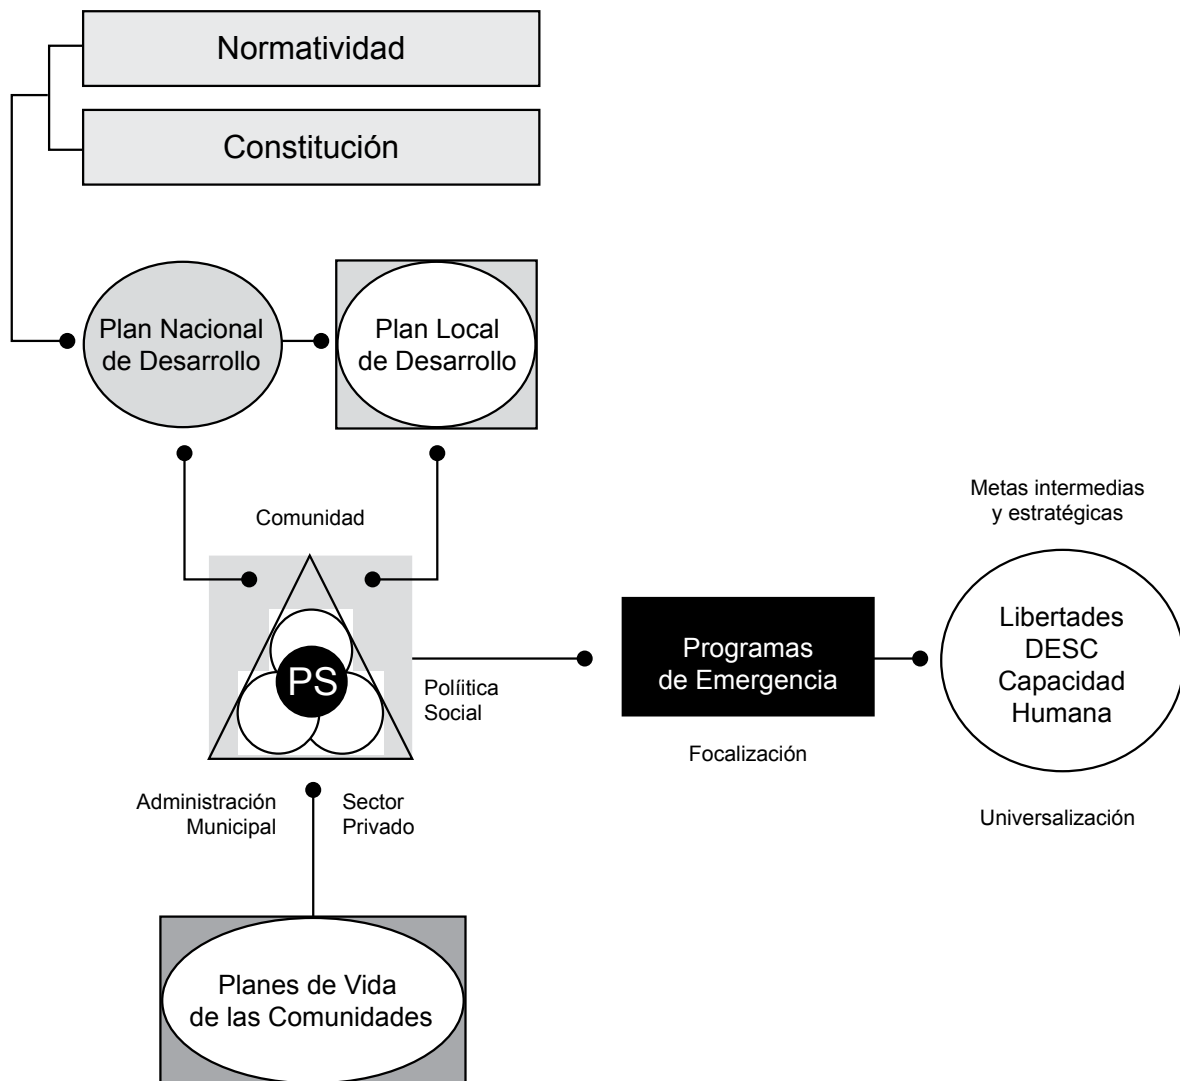 Normatividad
Constitución
Plan Nacional
de Desarrollo
Plan Local
de Desarrollo
Comunidad
PS
Políitica
Social
Administración
Municipal
Sector
Privado
Planes de Vida
de las Comunidades
Programas
de Emergencia
Focalización
Metas intermedias
y estratégicas
Libertades
DESC
Capacidad
Humana
Universalización